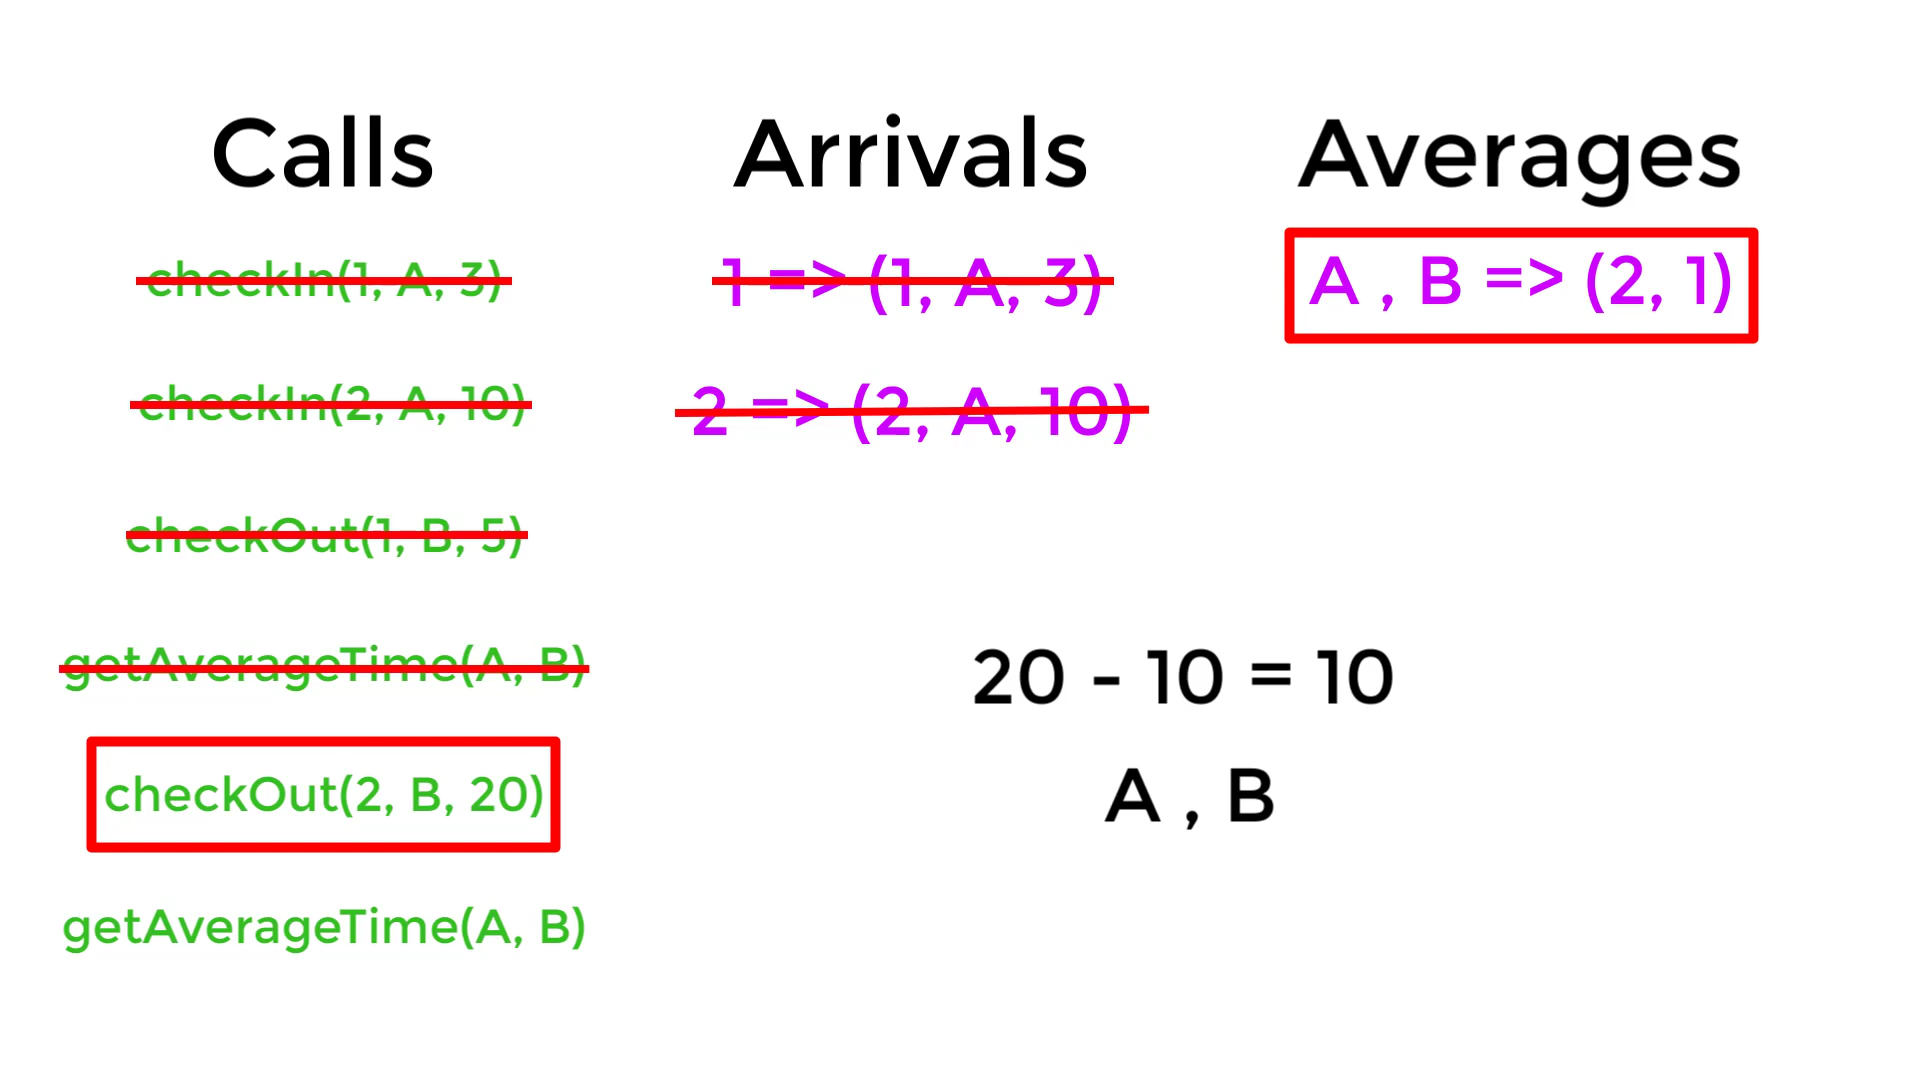 Calls
checkIn(1, A, 3)
checkIn(2, A, 10)
checkOut(1, B, 5)
getAverageTime(A, B)
checkOut(2, B, 20)
getAverageTime(A, B)
Arrivals
1 => (1, A, 3)
2 => (2, A, 10)
Averages
A , B => (2, 1)
20 - 10 = 10
A , B